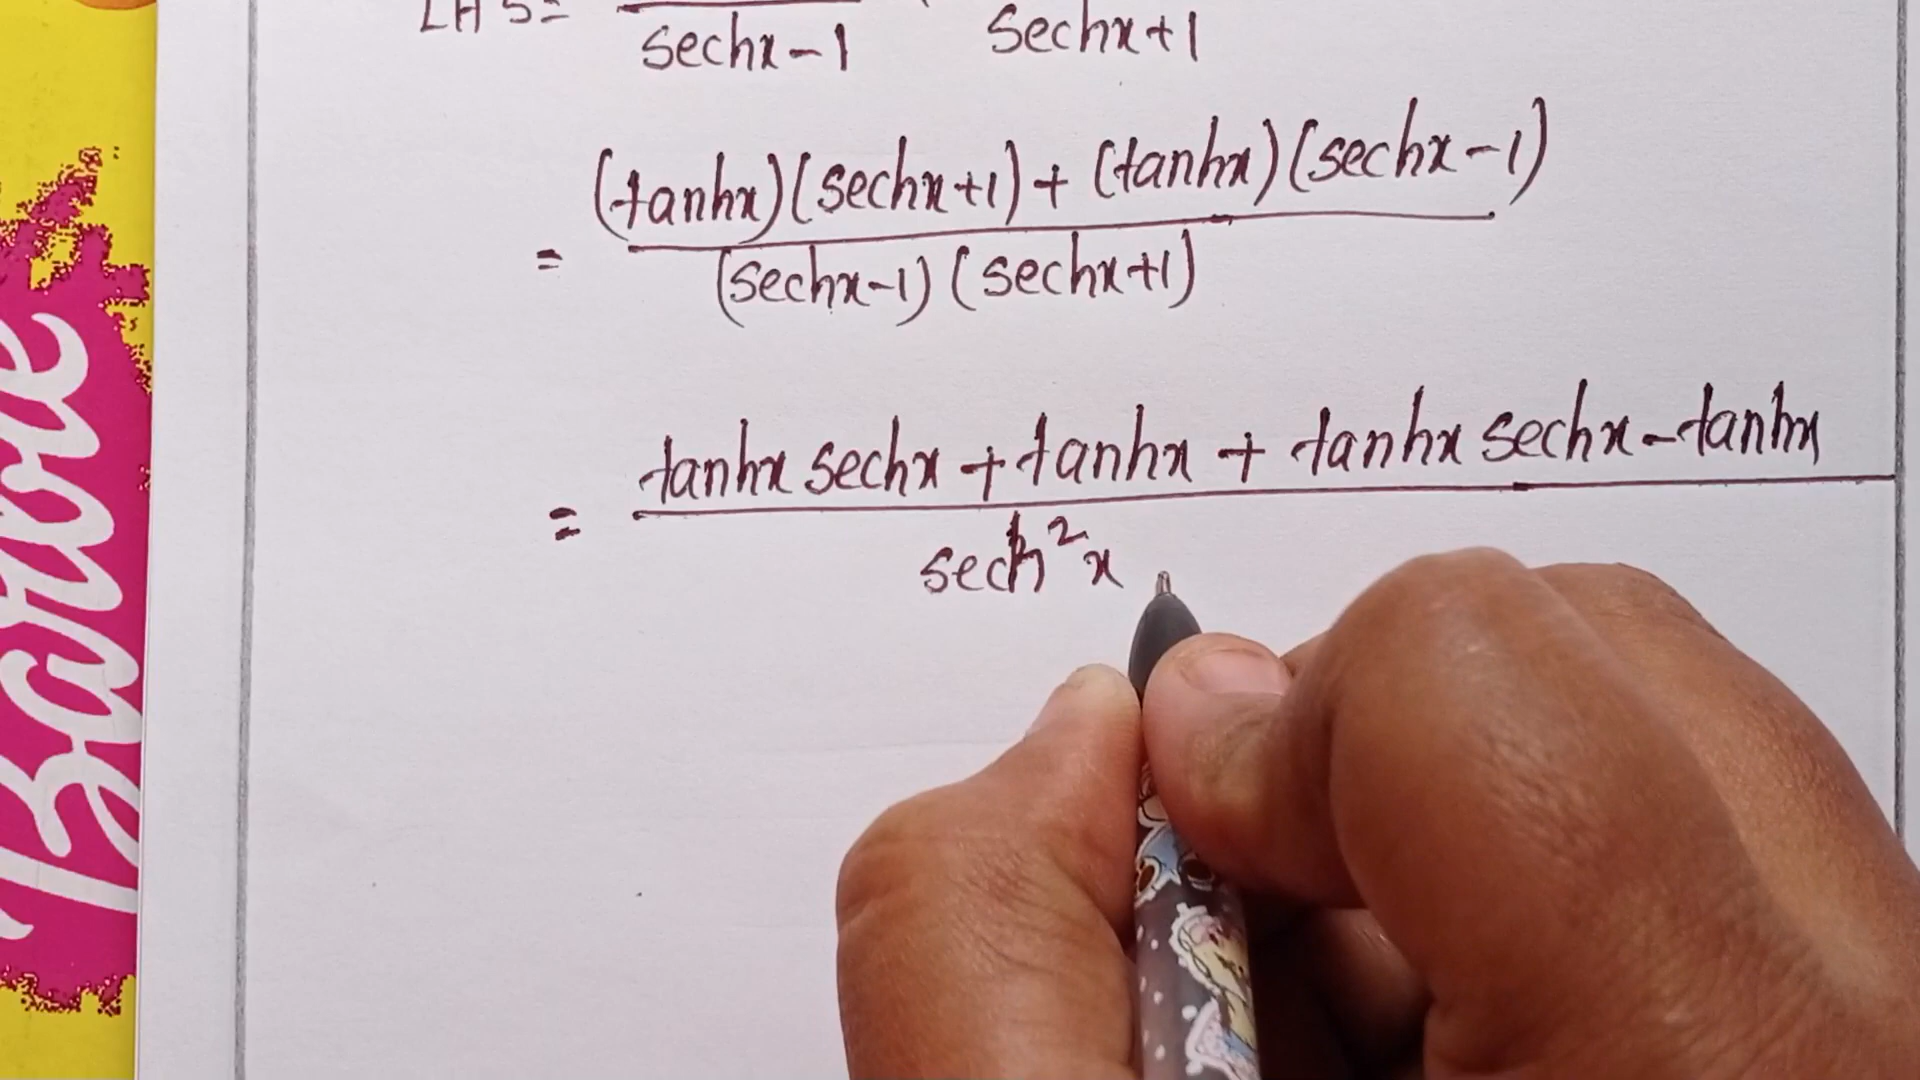 LHS =
sechx-1 sechx+1
(tanhx)(sechx+1) + (tanhx)(sechx-1)
=
(sechx-1)(sechx+1)
tanhx sechx + tanhx + tanhx sechx - tanhx
=
sech²x